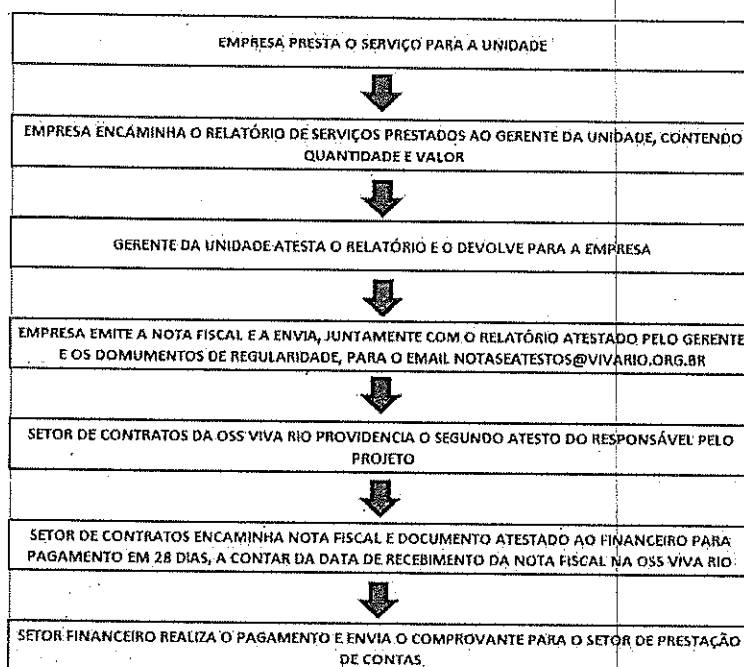 EMPRESA PRESTA O SERVIÇO PARA A UNIDADE
EMPRESA ENCAMINHA O RELATÓRIO DE SERVIÇOS PRESTADOS AO GERENTE DA UNIDADE, CONTENDO
QUANTIDADE E VALOR
GERENTE DA UNIDADE ATESTA O RELATÓRIO E O DEVOLVE PARA A EMPRESA
EMPRESA EMITE A NOTA FISCAL E A ENVIA, JUNTAMENTE COM O RELATÓRIO ATESTADO PELO GERENTE
E OS DOMUMENTOS DE REGULARIDADE, PARA O EMAIL NOTASEATESTOS@VIVARIO.ORG.BR
SETOR DE CONTRATOS DA OSS VIVA RIO PROVIDENCIA O SEGUNDO ATESTO DO RESPONSÁVEL PELO
PROJETO
SETOR DE CONTRATOS ENCAMINHA NOTA FISCAL E DOCUMENTO ATESTADO AO FINANCEIRO PARA
PAGAMENTO EM 28 DIAS, A CONTAR DA DATA DE RECEBIMENTO DA NOTA FISCAL NA OSS VIVA RIO
SETOR FINANCEIRO REALIZA O PAGAMENTO E ENVIA O COMPROVANTE PARA O SETOR DE PRESTAÇÃO
DE CONTAS